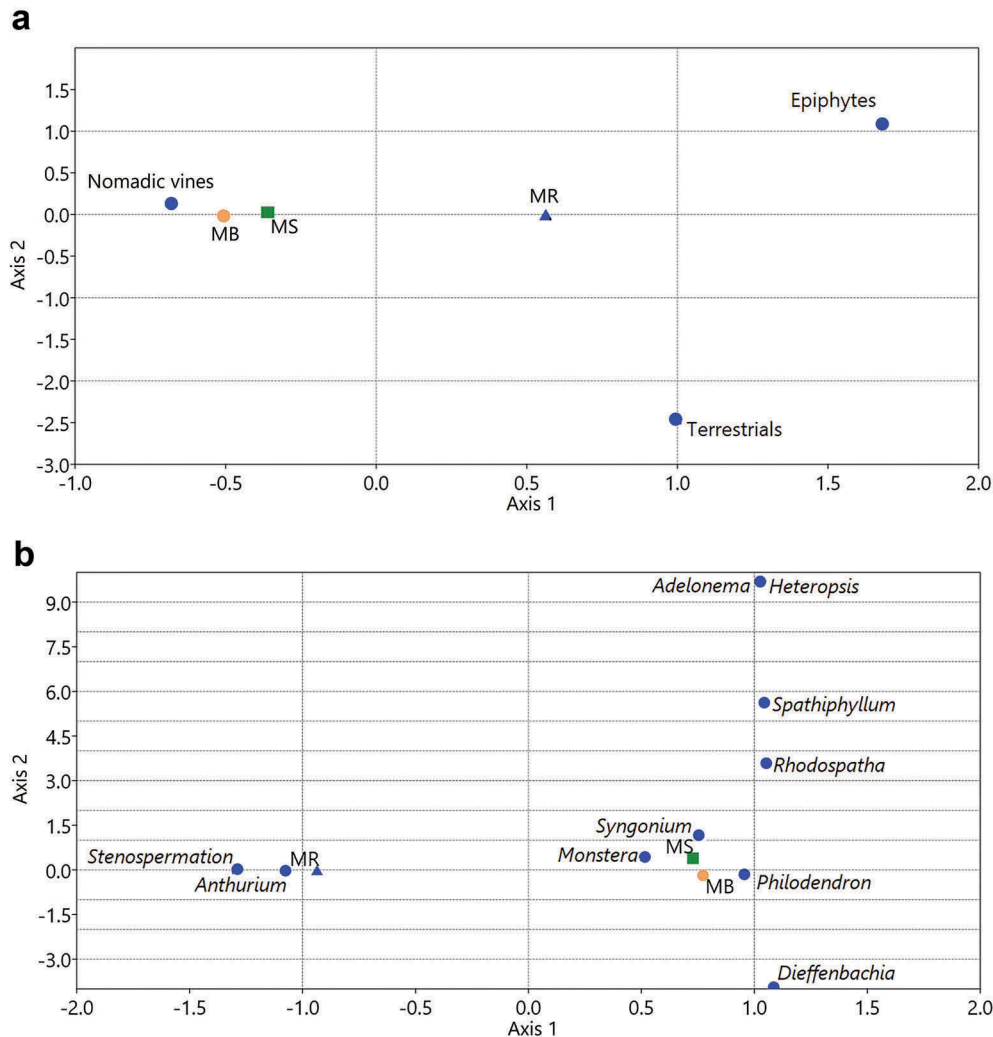 a
1.5
Epiphytes
1.0
0.5
Nomadic vines
MR
0.0
MB
MS
-0.5
Axis 2
-1.0
-1.5
-2.0
-2.5
Terrestrials
-3.0
-1.0 -0.5 0.0 0.5 1.0 1.5 2.0
Axis 1
b
Adelonema Heteropsis
9.0
7.5
6.0
Spathiphyllum
4.5
Rhodospatha
Axis 2
3.0
1.5
Syngonium
MS
Stenospermation
MR
Monstera
0.0
Anthurium
MB
Philodendron
-1.5
-3.0
Dieffenbachia
-2.0 -1.5 -1.0 -0.5 0.0 0.5 1.0 1.5 2.0
Axis 1